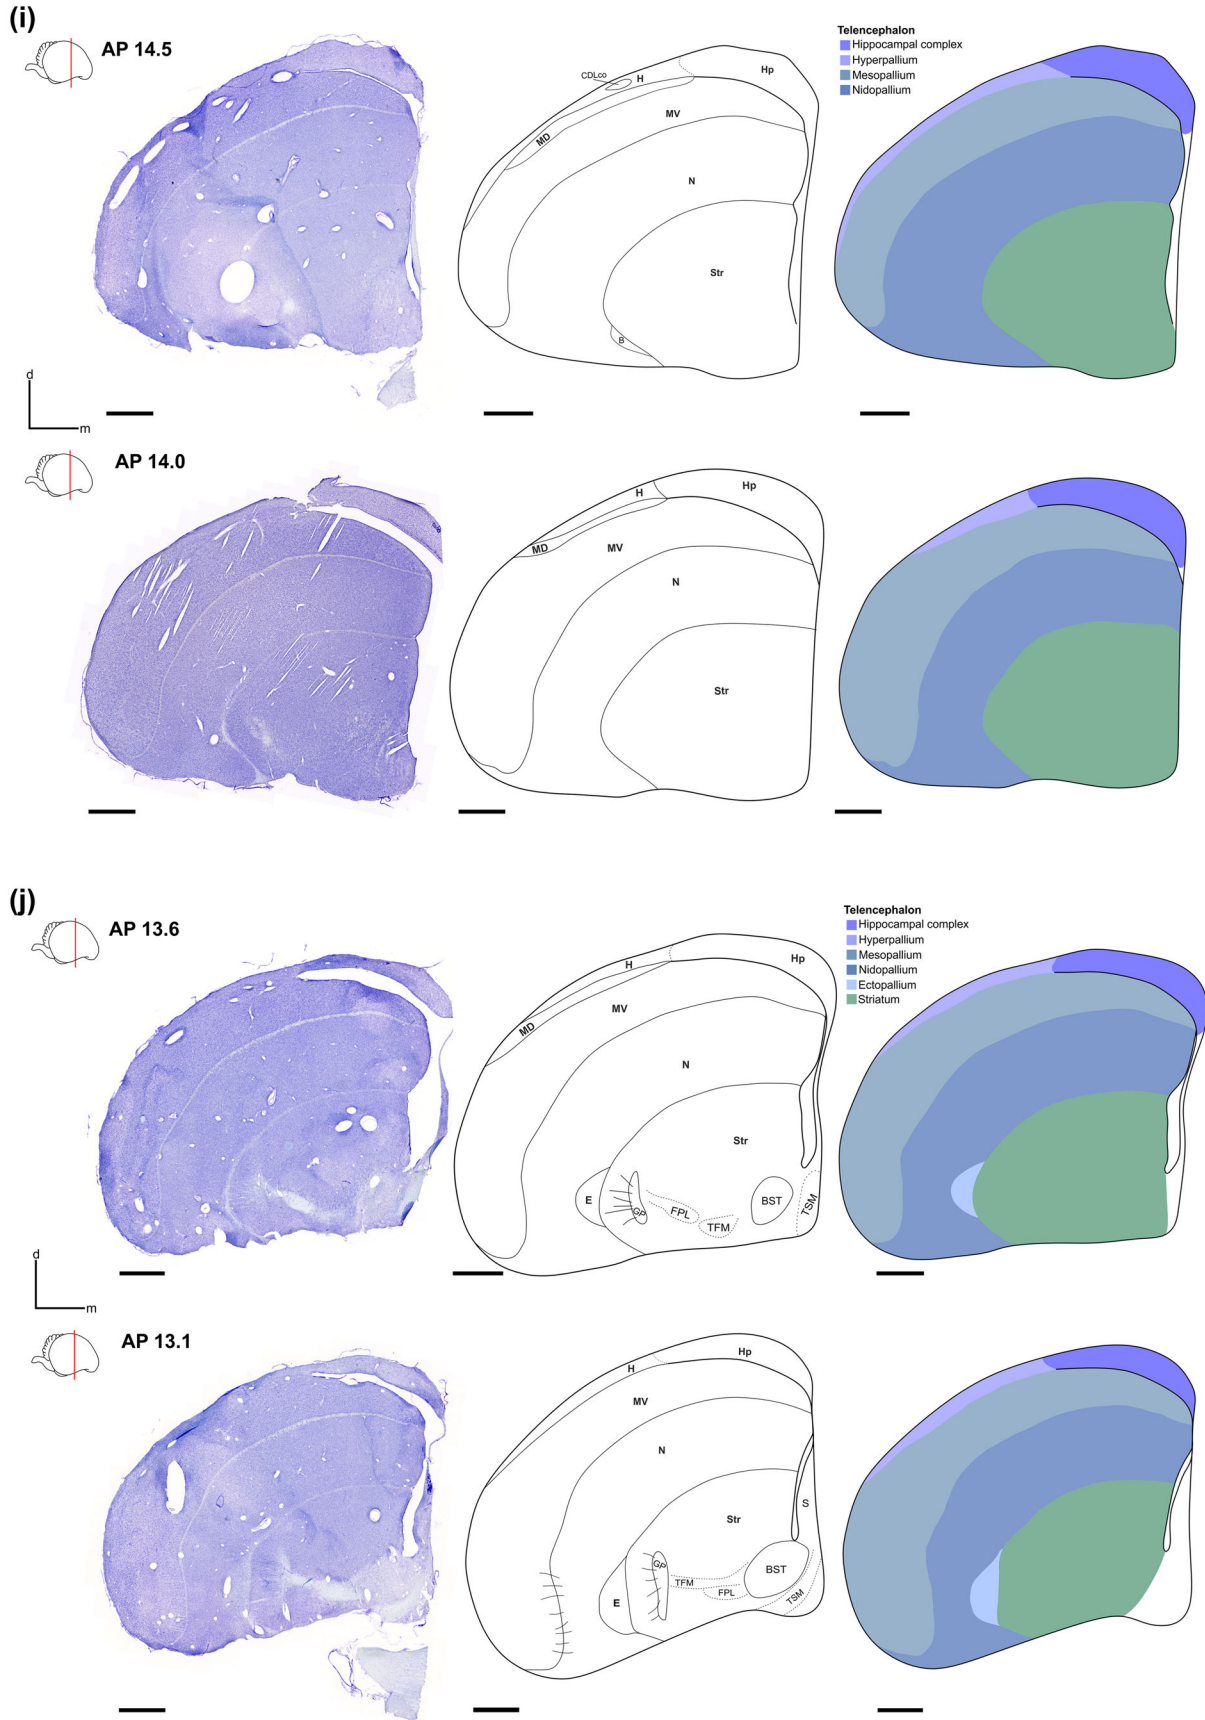 (i)
AP 14.5
CDLco
H
Hp
MV
MD
N
Str
B
Telencephalon
Hippocampal complex
Hyperpallium
Mesopallium
Nidopallium
d
m
AP 14.0
H
Hp
MD
MV
N
Str
(j)
AP 13.6
H
Hp
MD
MV
N
Str
E
GP
FPL
TFM
BST
TSM
Telencephalon
Hippocampal complex
Hyperpallium
Mesopallium
Nidopallium
Ectopallium
Striatum
d
m
AP 13.1
H
Hp
MV
N
S
Str
GP
E
TFM
FPL
BST
TSM